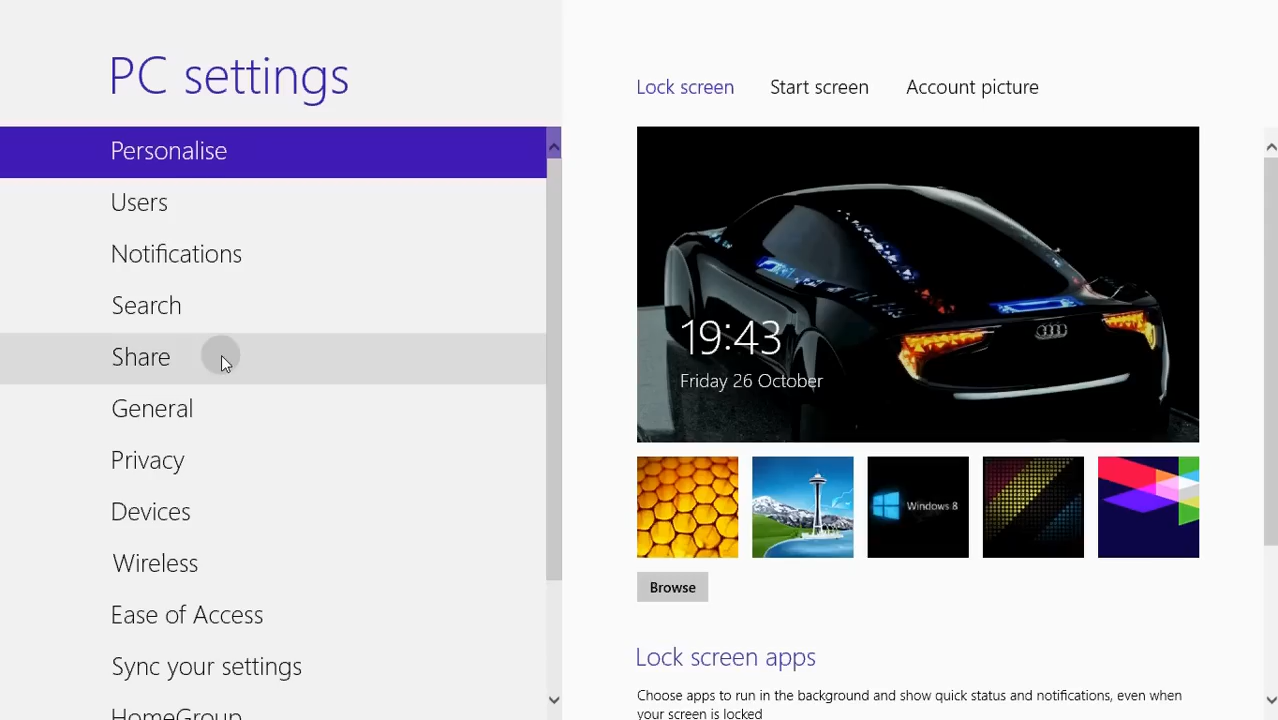 PC settings
Personalise
Users
Notifications
Search
Share
General
Privacy
Devices
Wireless
Ease of Access
Sync your settings
HomeGroup
Lock screen
Start screen
Account picture
19:43
Friday 26 October
Windows 8
Browse
Lock screen apps
Choose apps to run in the background and show quick status and notifications, even when
your screen is locked